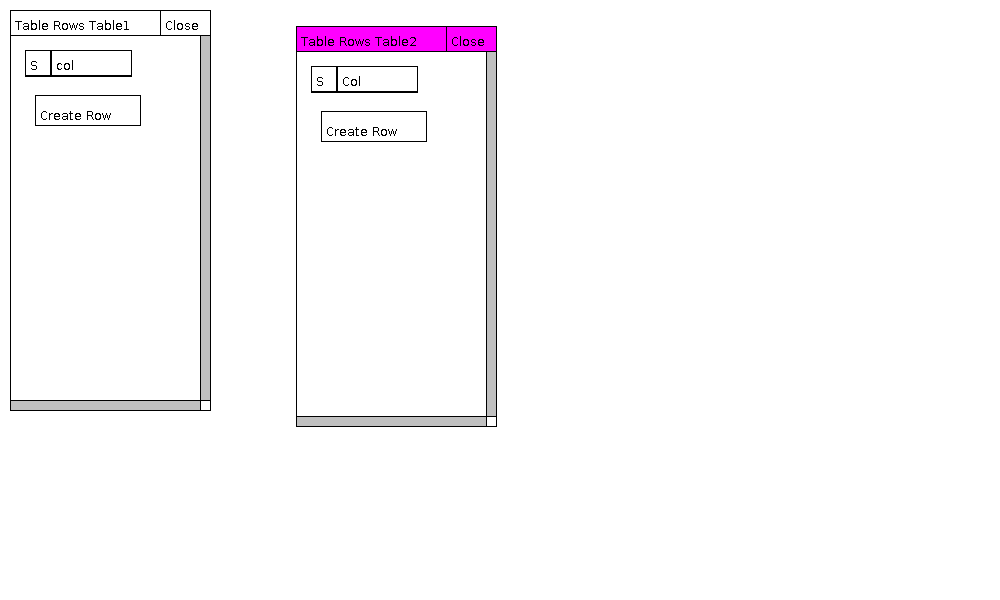 Table Rows Table1 Close
S col
Create Row
Table Rows Table2 Close
S Col
Create Row